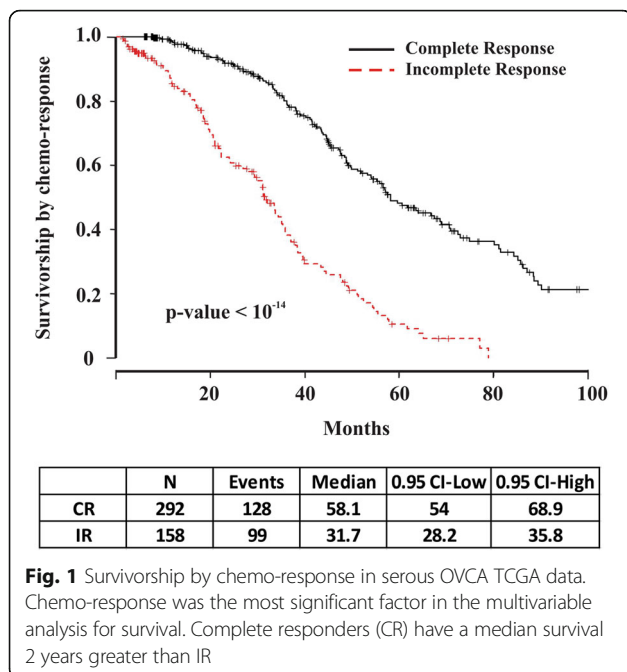 1.0
0.8
0.6
0.4
0.2
0
Survivorship by chemo-response
Complete Response
Incomplete Response
p-value < 10⁻¹⁴
20 40 60 80 100
Months
N Events Median 0.95 CI-Low 0.95 CI-High
CR 292 128 58.1 54 68.9
IR 158 99 31.7 28.2 35.8
Fig. 1 Survivorship by chemo-response in serous OVCA TCGA data.
Chemo-response was the most significant factor in the multivariable
analysis for survival. Complete responders (CR) have a median survival
2 years greater than IR